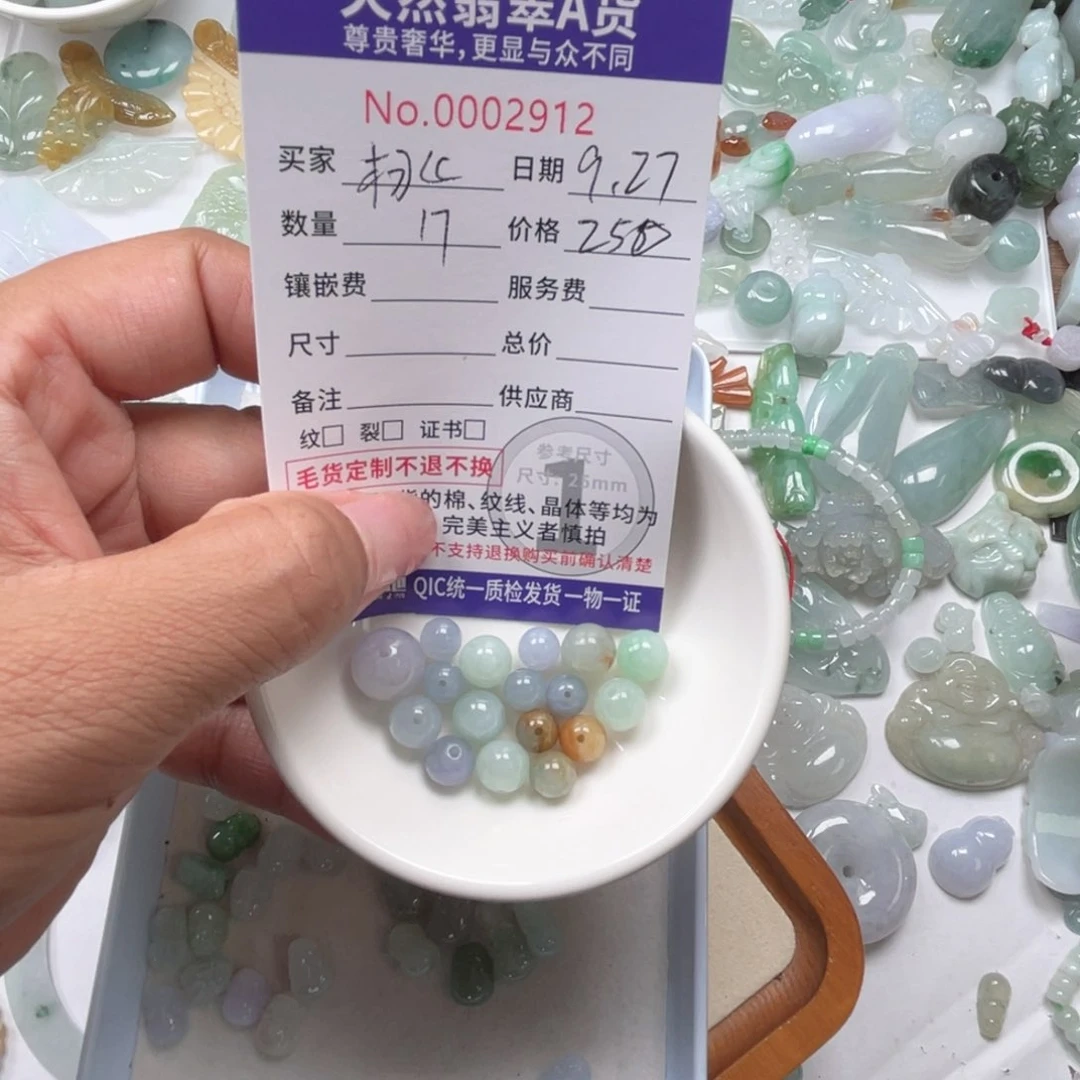 天然翡翠A货
尊贵奢华,更显与众不同
No.0002912
买家 日期 9.27
数量 17 价格
镶嵌费 服务费
尺寸 总价
备注 供应商
纹□ 裂□ 证书□
毛货定制不退不换
参考尺寸
尺寸: 25mm
1
的棉、纹线、晶体等均为
完美主义者慎拍
不支持退换购买前确认清楚
QIC统一质检发货一物一证